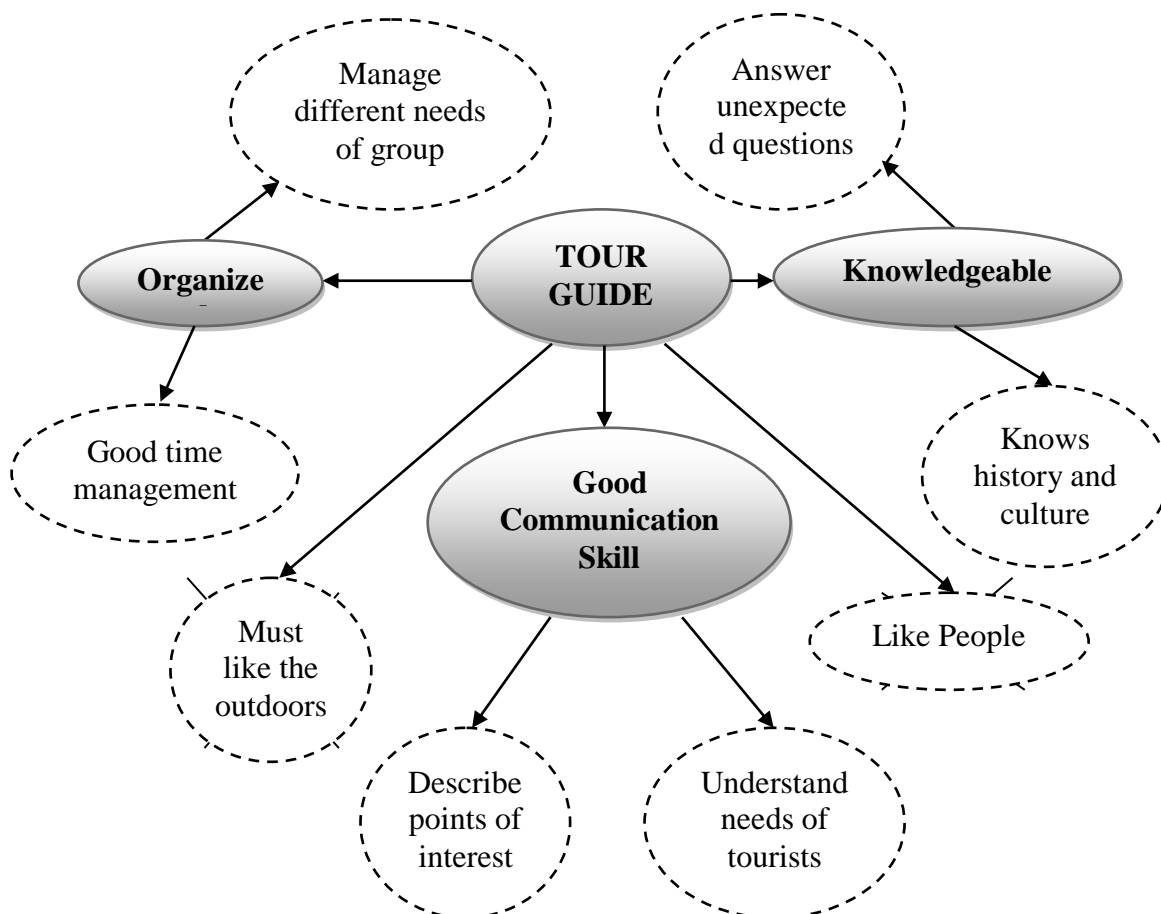 Manage
different needs
of group
Answer
unexpecte
d questions
TOUR
GUIDE
Organize
Knowledgeable
Good time
management
Good
Communication
Skill
Knows
history and
culture
Must
like the
outdoors
Like People
Describe
points of
interest
Understand
needs of
tourists